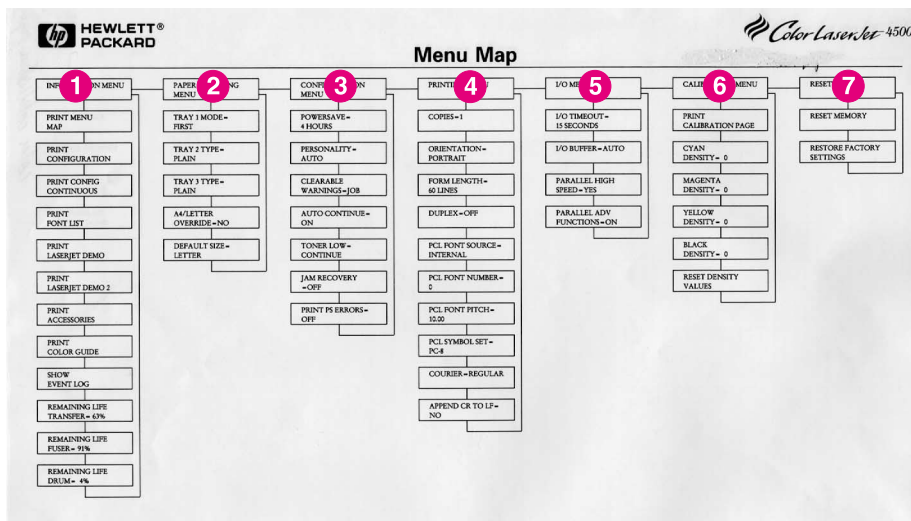 hp HEWLETT®
PACKARD
Color LaserJet 4500
Menu Map
1
MENU
PRINT MENU
MAP
PRINT
CONFIGURATION
PRINT CONFIG
CONTINUOUS
PRINT
FONT LIST
PRINT
LASERJET DEMO
PRINT
LASERJET DEMO 2
PRINT
ACCESSORIES
PRINT
COLOR GUIDE
SHOW
EVENT LOG
REMAINING LIFE
TRANSFER= 63%
REMAINING LIFE
FUSER= 91%
REMAINING LIFE
DRUM= 4%
2
PAPER
MENU
TRAY 1 MODE=
FIRST
TRAY 2 TYPE=
PLAIN
TRAY 3 TYPE=
PLAIN
A4/LETTER
OVERRIDE=NO
DEFAULT SIZE=
LETTER
3
MENU
POWERSAVE=
4 HOURS
PERSONALITY=
AUTO
CLEARABLE
WARNINGS=JOB
AUTO CONTINUE=
ON
TONER LOW=
CONTINUE
JAM RECOVERY
=OFF
PRINT PS ERRORS=
OFF
4
COPIES=1
ORIENTATION=
PORTRAIT
FORM LENGTH=
60 LINES
DUPLEX=OFF
PCL FONT SOURCE=
INTERNAL
PCL FONT NUMBER=
0
PCL FONT PITCH=
10.00
PCL SYMBOL SET=
PC-8
COURIER=REGULAR
APPEND CR TO LF=
NO
5
I/O
I/O TIMEOUT=
15 SECONDS
I/O BUFFER=AUTO
PARALLEL HIGH
SPEED=YES
PARALLEL ADV
FUNCTIONS=ON
6
MENU
PRINT
CALIBRATION PAGE
CYAN
DENSITY= 0
MAGENTA
DENSITY= 0
YELLOW
DENSITY= 0
BLACK
DENSITY= 0
RESET DENSITY
VALUES
7
RESET
RESET MEMORY
RESTORE FACTORY
SETTINGS